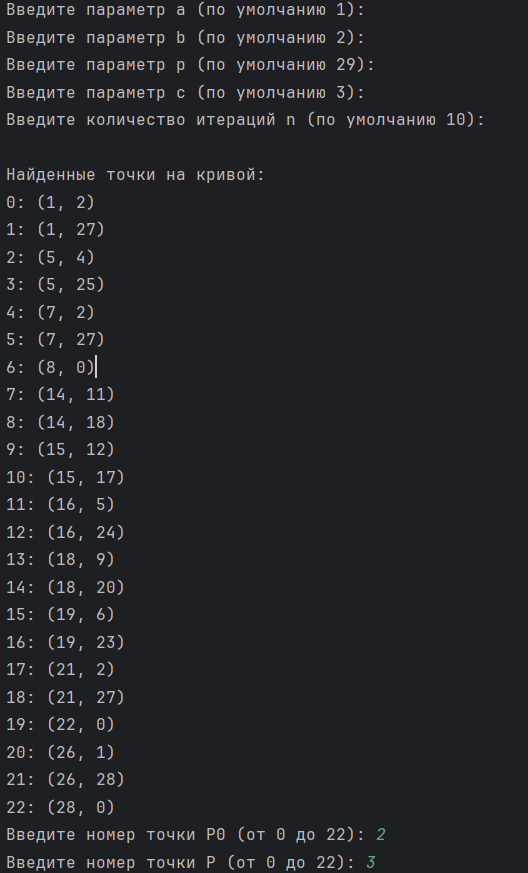 Введите параметр a (по умолчанию 1):
Введите параметр b (по умолчанию 2):
Введите параметр p (по умолчанию 29):
Введите параметр c (по умолчанию 3):
Введите количество итераций n (по умолчанию 10):
Найденные точки на кривой:
0: (1, 2)
1: (1, 27)
2: (5, 4)
3: (5, 25)
4: (7, 2)
5: (7, 27)
6: (8, 0)
7: (14, 11)
8: (14, 18)
9: (15, 12)
10: (15, 17)
11: (16, 5)
12: (16, 24)
13: (18, 9)
14: (18, 20)
15: (19, 6)
16: (19, 23)
17: (21, 2)
18: (21, 27)
19: (22, 0)
20: (26, 1)
21: (26, 28)
22: (28, 0)
Введите номер точки P0 (от 0 до 22): 2
Введите номер точки P (от 0 до 22): 3